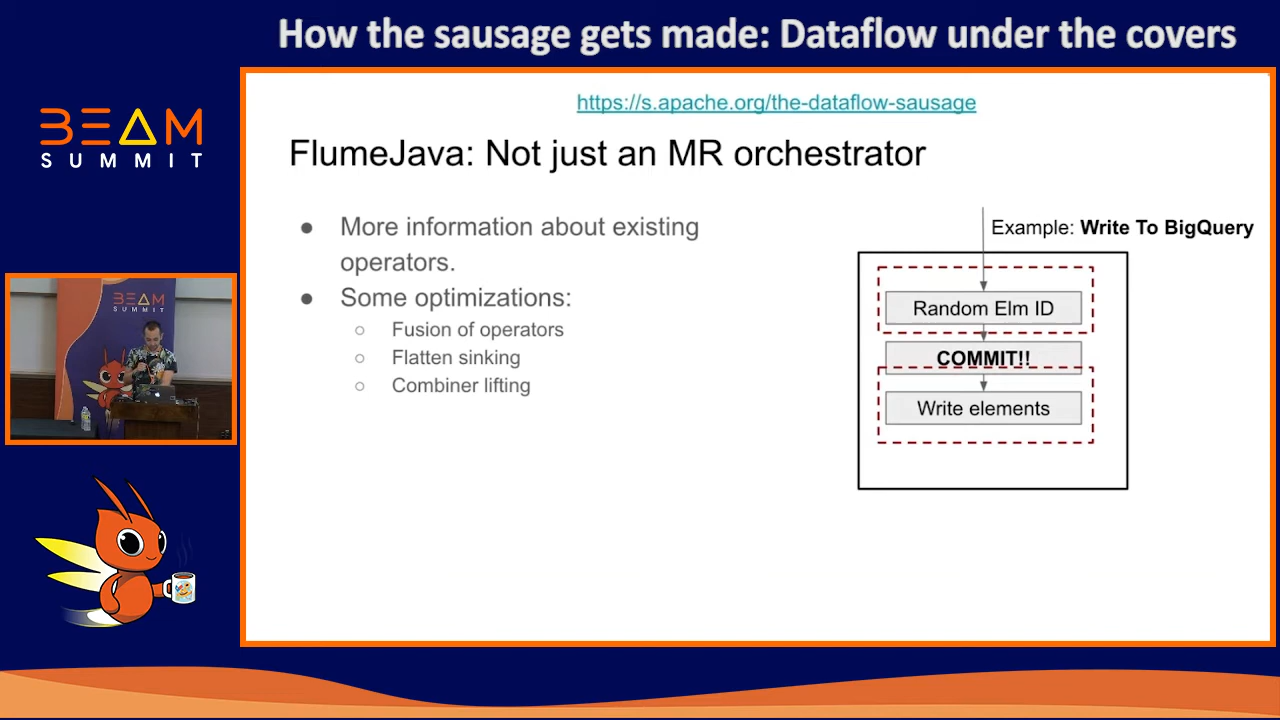 How the sausage gets made: Dataflow under the covers
BEAM
SUMMIT
https://s.apache.org/the-dataflow-sausage
FlumeJava: Not just an MR orchestrator
● More information about existing
operators.
● Some optimizations:
○ Fusion of operators
○ Flatten sinking
○ Combiner lifting
Example: Write To BigQuery
Random Elm ID
COMMIT!!
Write elements
BEAM
SUMMIT